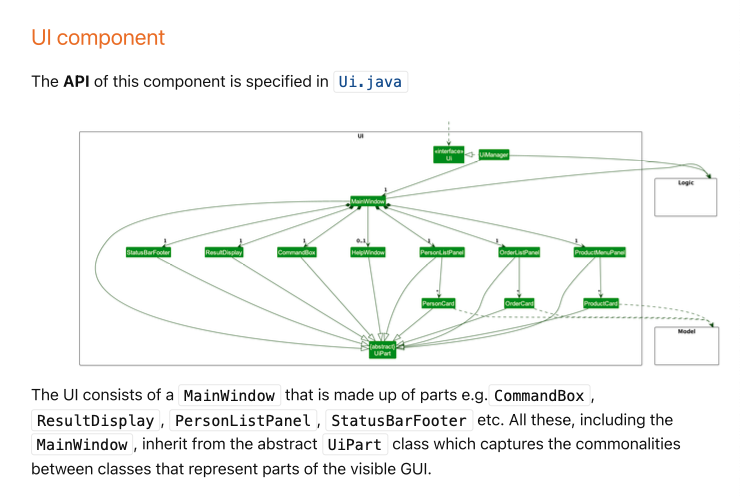 UI component
The API of this component is specified in Ui.java
UI
«interface»
Ui
UiManager
Logic
1
MainWindow
1 1 1 0..1 1 1 1
StatusBarFooter ResultDisplay CommandBox HelpWindow PersonListPanel OrderListPanel ProductMenuPanel
* * *
PersonCard OrderCard ProductCard
Model
{abstract}
UiPart
The UI consists of a MainWindow that is made up of parts e.g. CommandBox ,
ResultDisplay , PersonListPanel , StatusBarFooter etc. All these, including the
MainWindow , inherit from the abstract UiPart class which captures the commonalities
between classes that represent parts of the visible GUI.